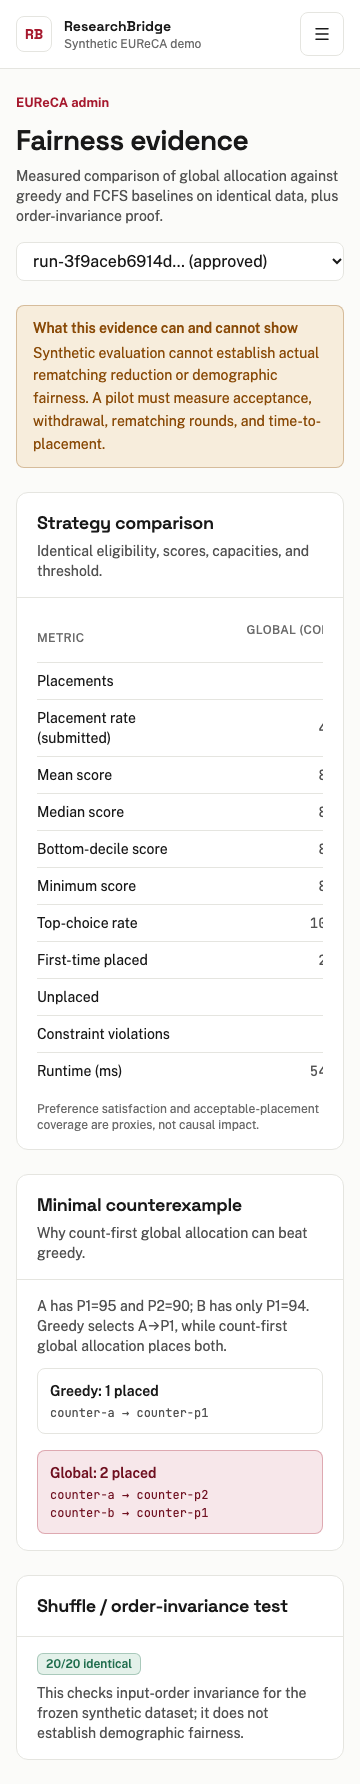 RB
ResearchBridge
Synthetic EUReCA demo
EUReCA admin
Fairness evidence
Measured comparison of global allocation against
greedy and FCFS baselines on identical data, plus
order-invariance proof.
run-3f9aceb6914d... (approved)
What this evidence can and cannot show
Synthetic evaluation cannot establish actual
rematching reduction or demographic
fairness. A pilot must measure acceptance,
withdrawal, rematching rounds, and time-to-
placement.
Strategy comparison
Identical eligibility, scores, capacities, and
threshold.
METRIC GLOBAL
Placements
Placement rate
(submitted)
Mean score
Median score
Bottom-decile score
Minimum score
Top-choice rate
First-time placed
Unplaced
Constraint violations
Runtime (ms)
Preference satisfaction and acceptable-placement
coverage are proxies, not causal impact.
Minimal counterexample
Why count-first global allocation can beat
greedy.
A has P1=95 and P2=90; B has only P1=94.
Greedy selects A→P1, while count-first
global allocation places both.
Greedy: 1 placed
counter-a → counter-p1
Global: 2 placed
counter-a → counter-p2
counter-b → counter-p1
Shuffle / order-invariance test
20/20 identical
This checks input-order invariance for the
frozen synthetic dataset; it does not
establish demographic fairness.